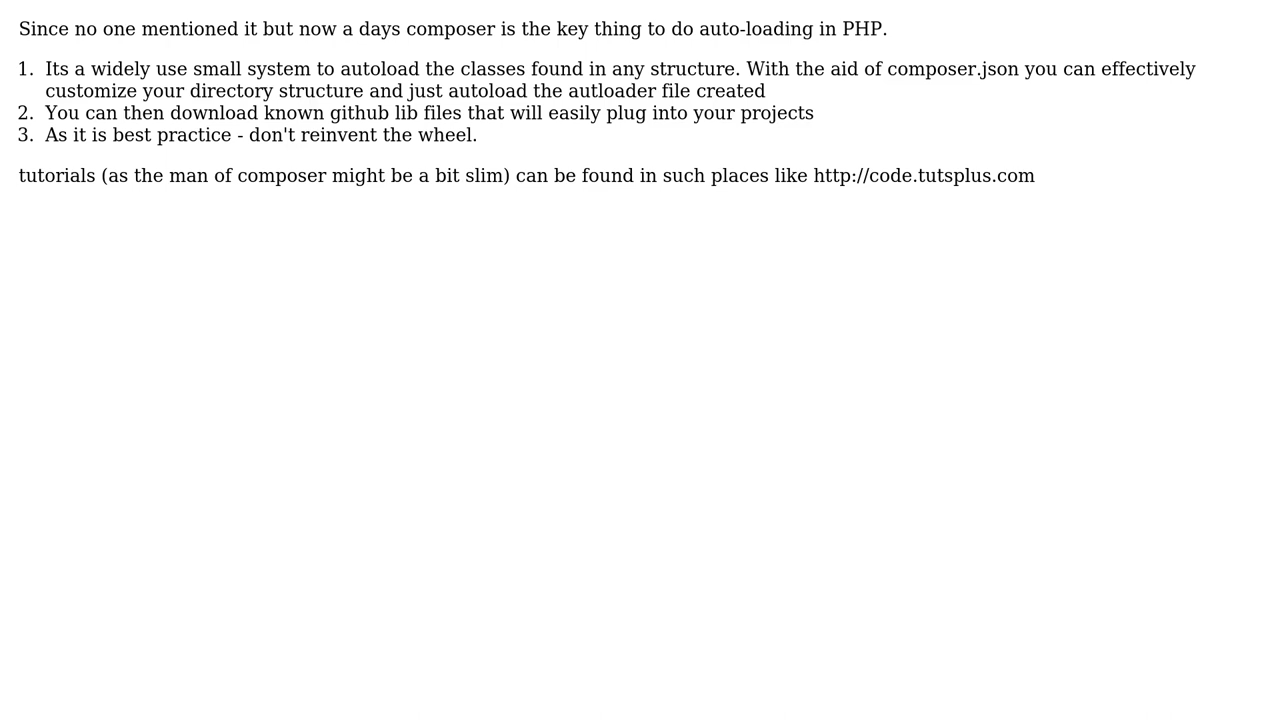 Since no one mentioned it but now a days composer is the key thing to do auto-loading in PHP.
1. Its a widely use small system to autoload the classes found in any structure. With the aid of composer.json you can effectively
customize your directory structure and just autoload the autloader file created
2. You can then download known github lib files that will easily plug into your projects
3. As it is best practice - don't reinvent the wheel.
tutorials (as the man of composer might be a bit slim) can be found in such places like http://code.tutsplus.com